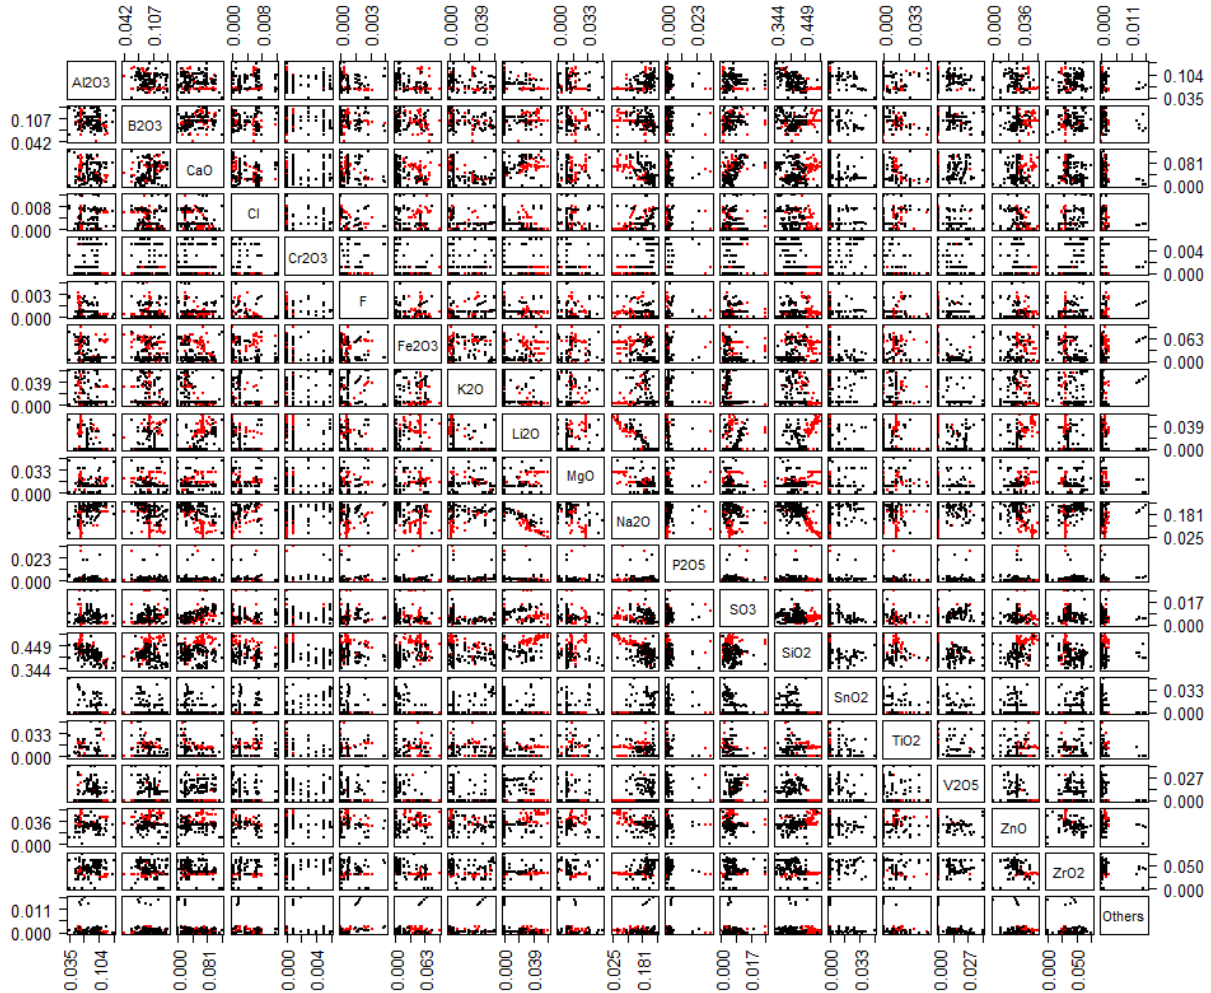 0.042 0.107 0.000 0.008 0.000 0.003 0.000 0.039 0.000 0.033 0.000 0.023 0.344 0.449 0.000 0.033 0.000 0.036 0.000 0.011
Al2O3 0.104
0.035
0.107 B2O3
0.042
CaO 0.081
0.000
0.008 Cl
0.000
Cr2O3 0.004
0.000
0.003 F
0.000
Fe2O3 0.063
0.000
0.039 K2O
0.000
Li2O 0.039
0.000
0.033 MgO
0.000
Na2O 0.181
0.025
0.023 P2O5
0.000
SO3 0.017
0.000
0.449 SiO2
0.344
SnO2 0.033
0.000
0.033 TiO2
0.000
V2O5 0.027
0.000
0.036 ZnO
0.000
ZrO2 0.050
0.000
0.011 Others
0.000
0.035 0.104 0.000 0.081 0.000 0.004 0.000 0.063 0.000 0.039 0.025 0.181 0.000 0.017 0.000 0.033 0.000 0.027 0.000 0.050